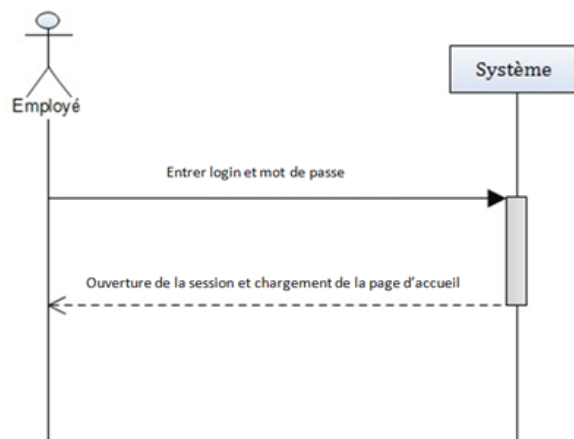 Employé
Système
Entrer login et mot de passe
Ouverture de la session et chargement de la page d’accueil